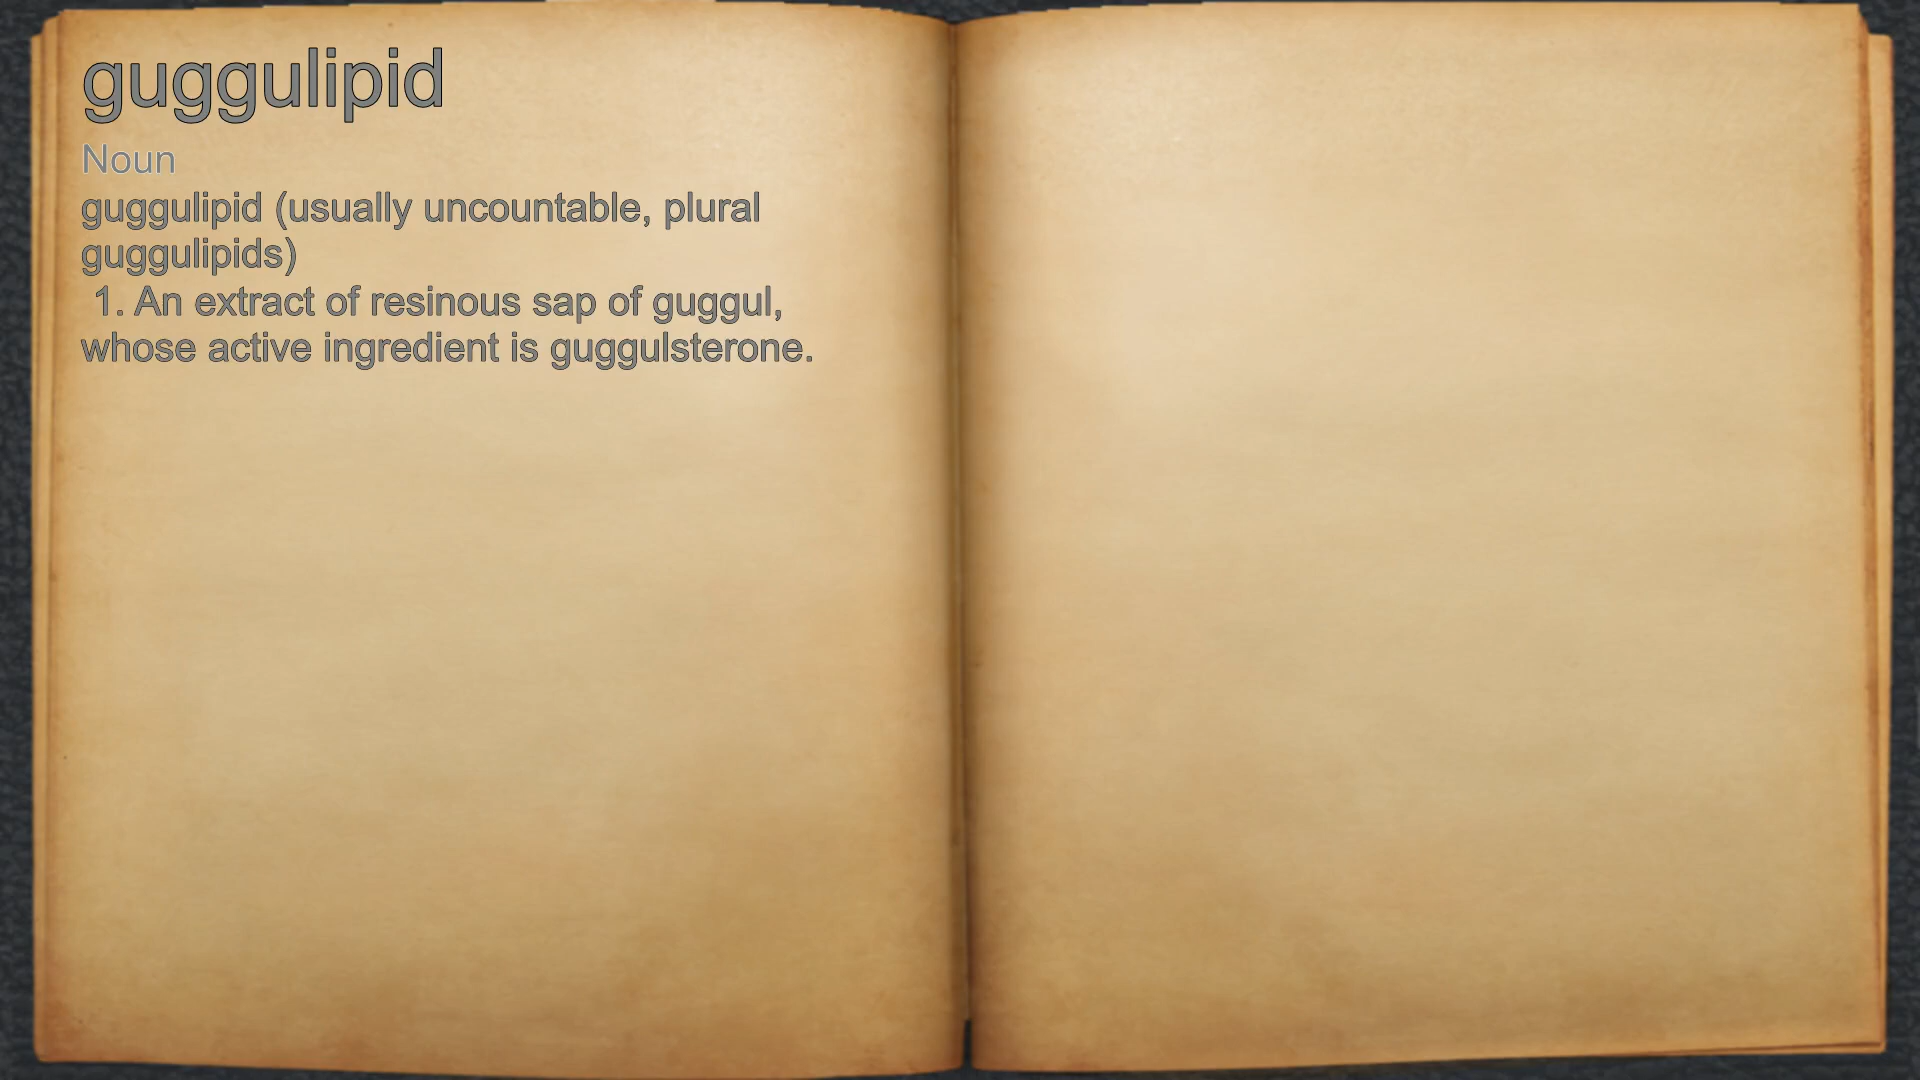 guggulipid
Noun
guggulipid (usually uncountable, plural
guggulipids)
1. An extract of resinous sap of guggul,
whose active ingredient is guggulsterone.